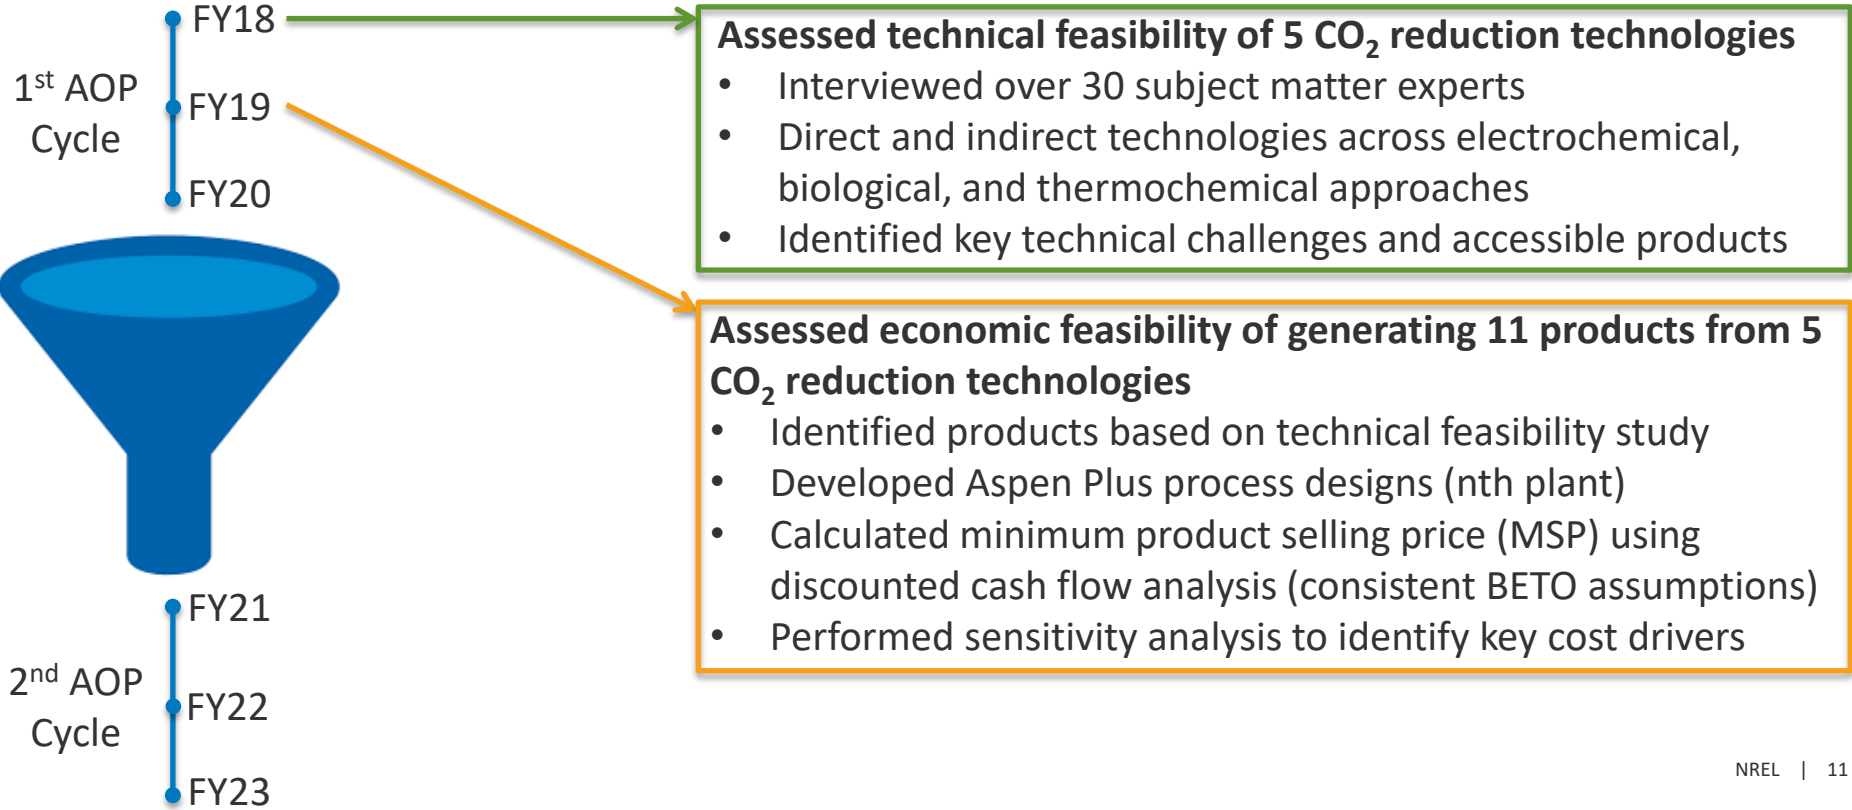 FY18
1st AOP
Cycle
FY19
FY20
FY21
2nd AOP
Cycle
FY22
FY23
Assessed technical feasibility of 5 CO2 reduction technologies
• Interviewed over 30 subject matter experts
• Direct and indirect technologies across electrochemical,
biological, and thermochemical approaches
• Identified key technical challenges and accessible products
Assessed economic feasibility of generating 11 products from 5
CO2 reduction technologies
• Identified products based on technical feasibility study
• Developed Aspen Plus process designs (nth plant)
• Calculated minimum product selling price (MSP) using
discounted cash flow analysis (consistent BETO assumptions)
• Performed sensitivity analysis to identify key cost drivers
NREL | 11